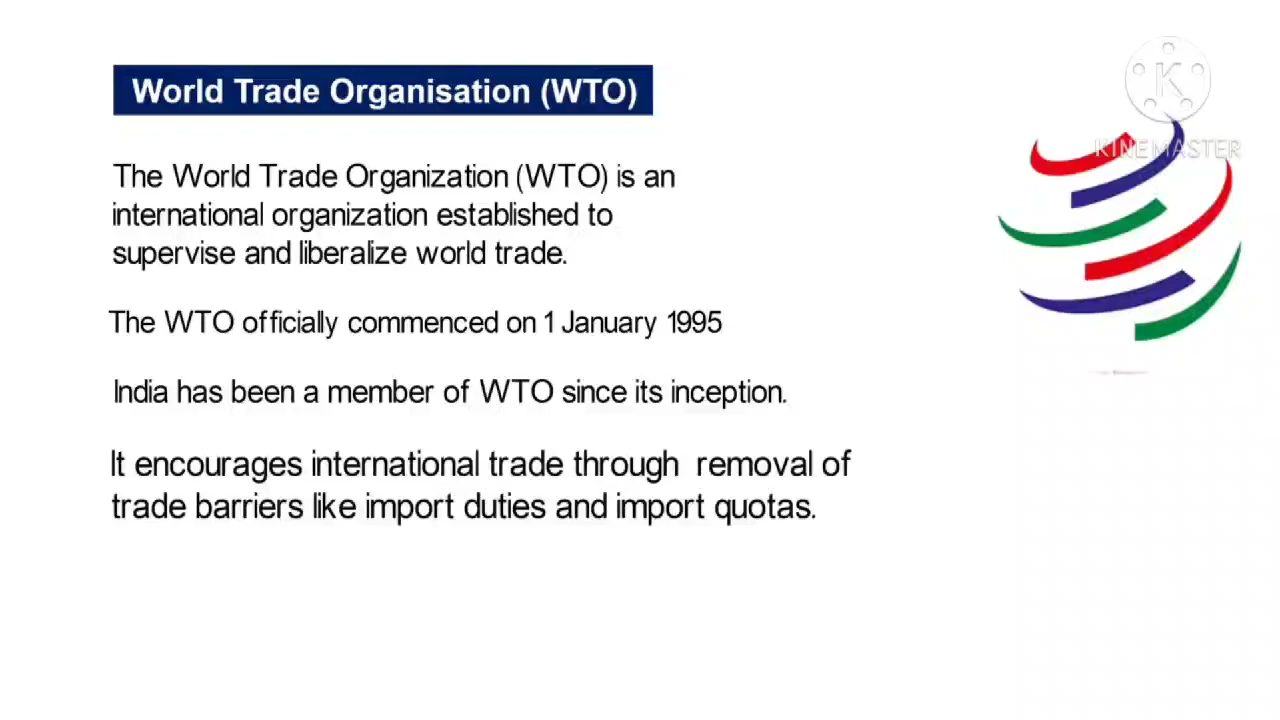 World Trade Organisation (WTO)
K
KINEMASTER
The World Trade Organization (WTO) is an
international organization established to
supervise and liberalize world trade.
The WTO officially commenced on 1 January 1995
India has been a member of WTO since its inception.
It encourages international trade through removal of
trade barriers like import duties and import quotas.